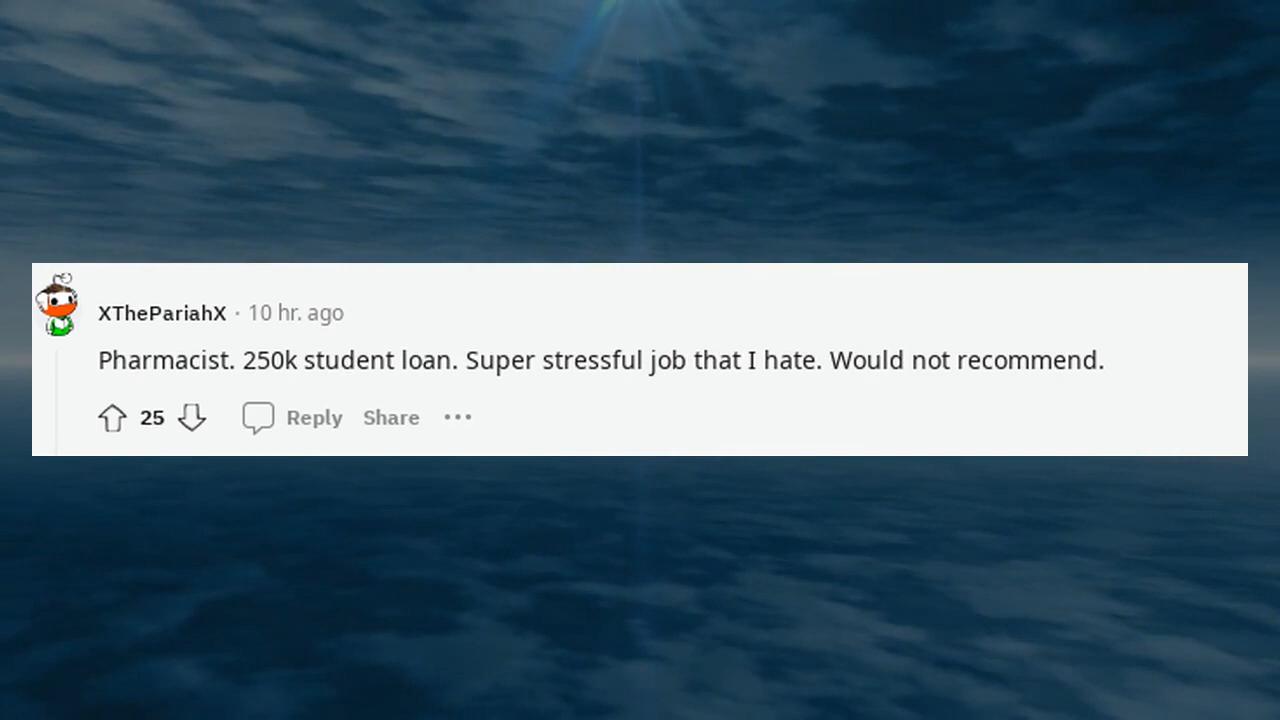 XThePariahX · 10 hr. ago
Pharmacist. 250k student loan. Super stressful job that I hate. Would not recommend.
25 Reply Share ···